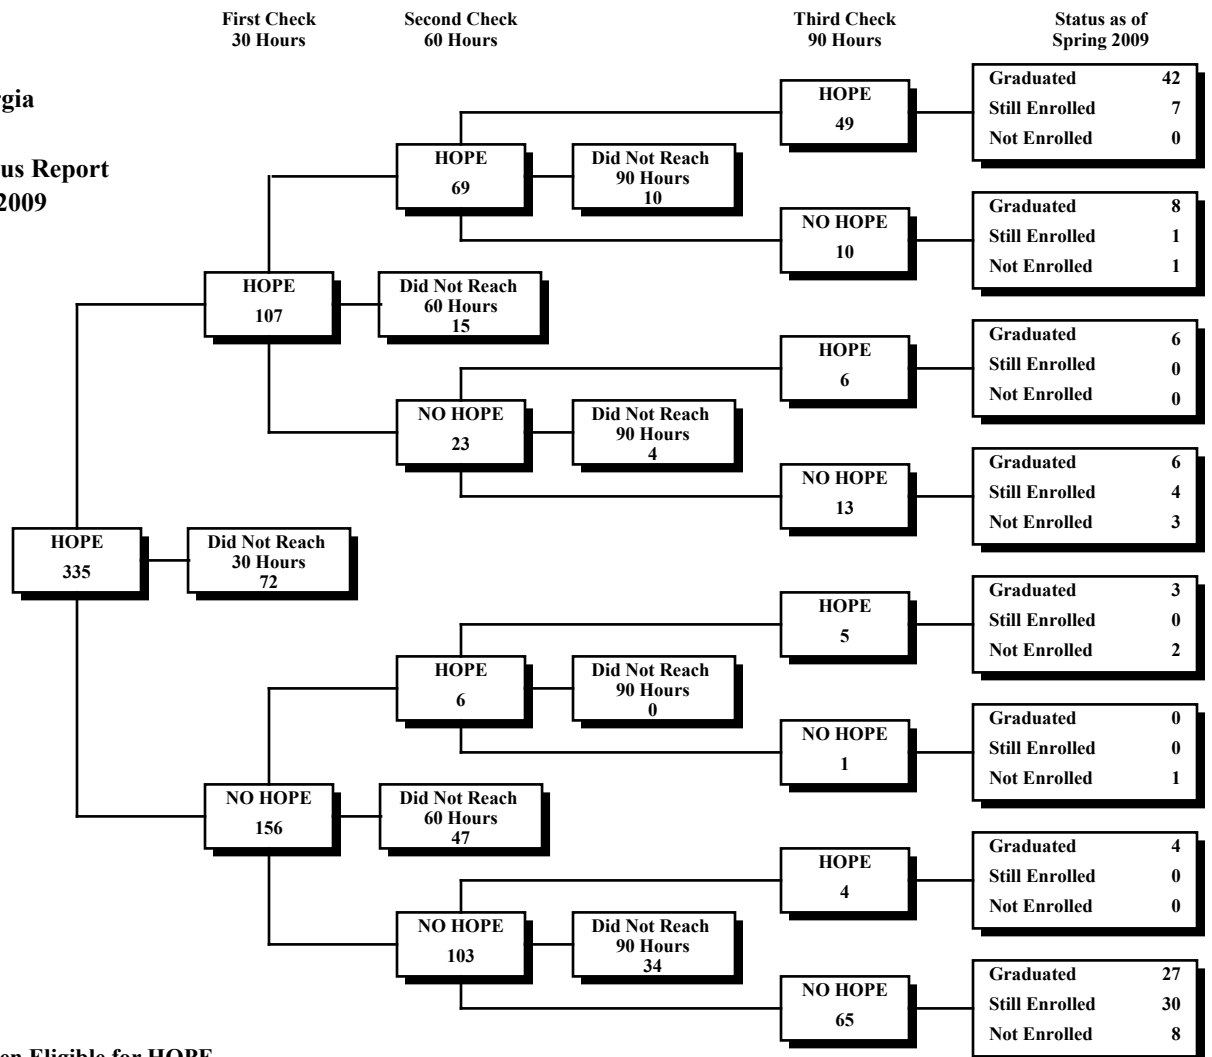 First Check
30 Hours
Second Check
60 Hours
Third Check
90 Hours
Status as of
Spring 2009
rgia
us Report
2009
HOPE
335
Did Not Reach
30 Hours
72
HOPE
107
Did Not Reach
60 Hours
15
NO HOPE
156
Did Not Reach
60 Hours
47
HOPE
69
Did Not Reach
90 Hours
10
NO HOPE
23
Did Not Reach
90 Hours
4
HOPE
6
Did Not Reach
90 Hours
0
NO HOPE
103
Did Not Reach
90 Hours
34
HOPE
49
Graduated 42
Still Enrolled 7
Not Enrolled 0
NO HOPE
10
Graduated 8
Still Enrolled 1
Not Enrolled 1
HOPE
6
Graduated 6
Still Enrolled 0
Not Enrolled 0
NO HOPE
13
Graduated 6
Still Enrolled 4
Not Enrolled 3
HOPE
5
Graduated 3
Still Enrolled 0
Not Enrolled 2
NO HOPE
1
Graduated 0
Still Enrolled 0
Not Enrolled 1
HOPE
4
Graduated 4
Still Enrolled 0
Not Enrolled 0
NO HOPE
65
Graduated 27
Still Enrolled 30
Not Enrolled 8
en Eligible for HOPE